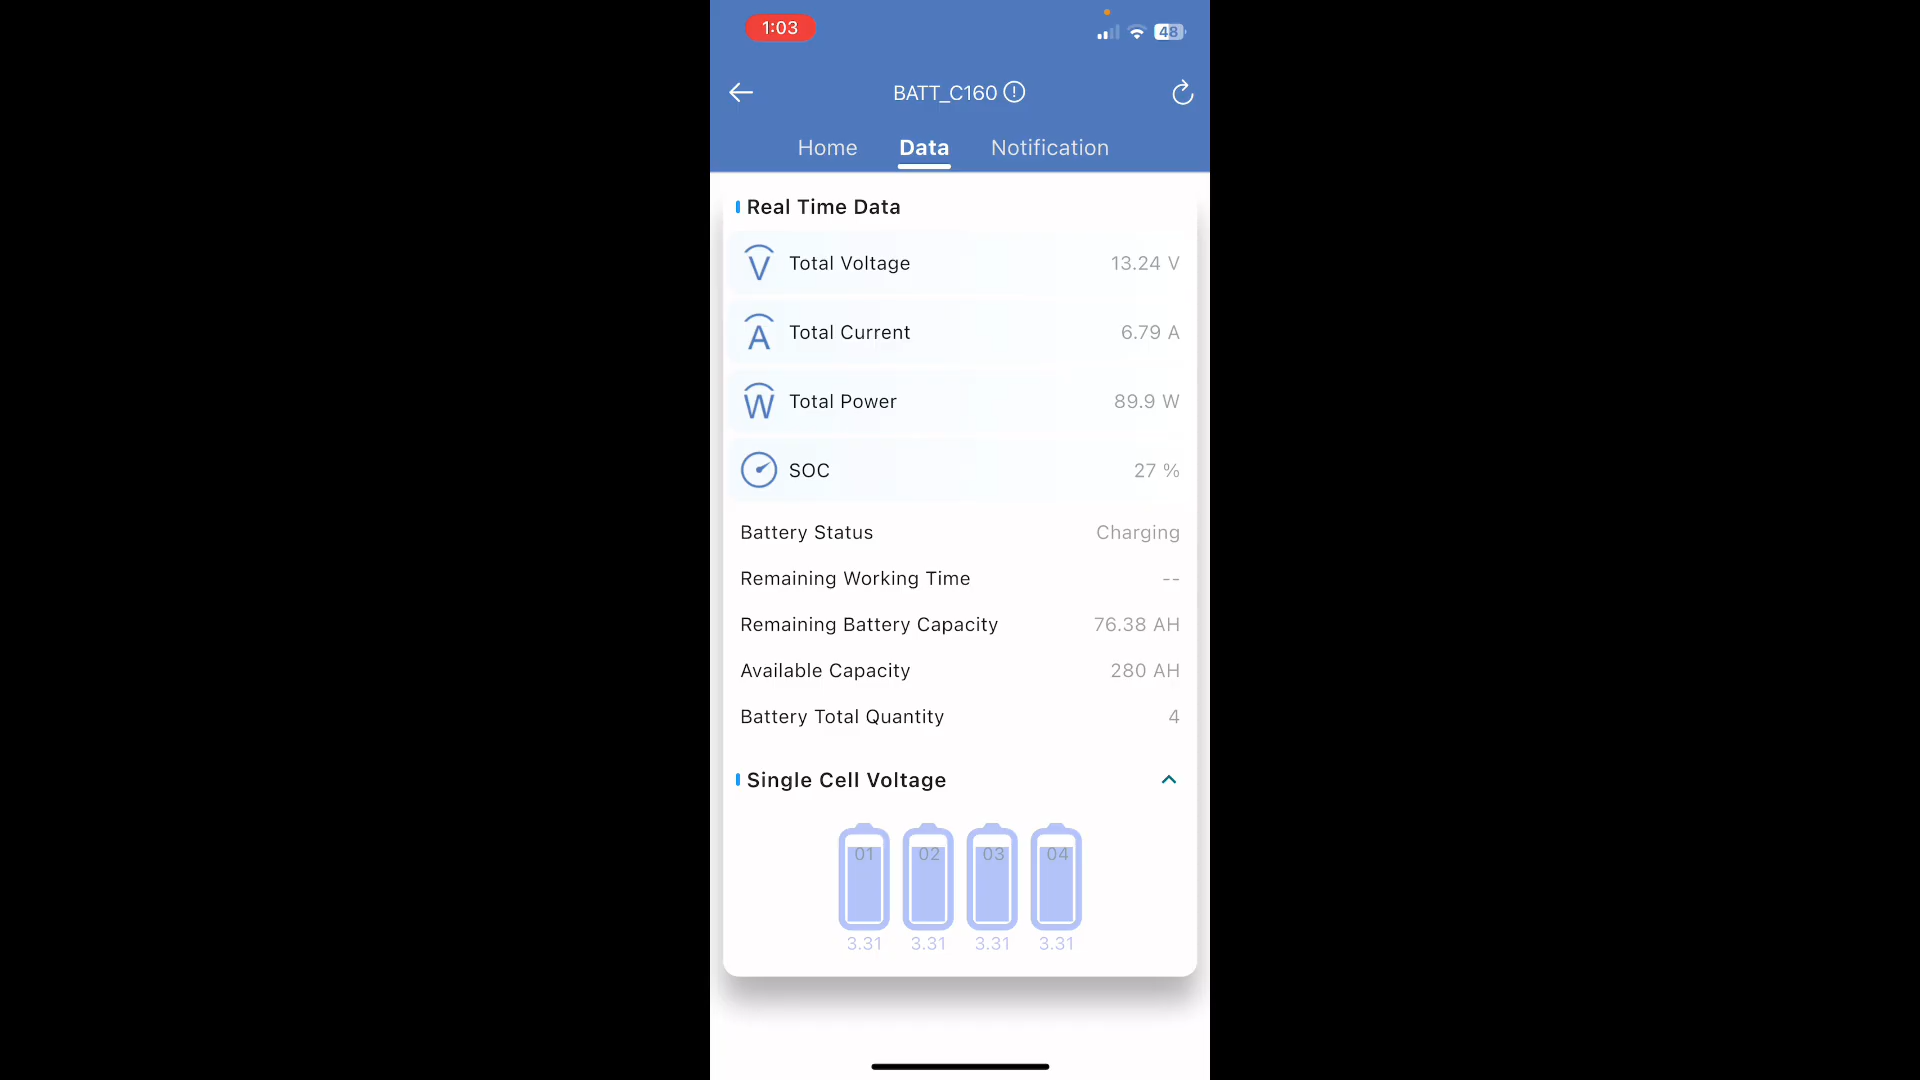 1:03
48
BATT_C160
Home Data Notification
Real Time Data
V Total Voltage 13.24 V
A Total Current 6.79 A
W Total Power 89.9 W
SOC 27 %
Battery Status Charging
Remaining Working Time --
Remaining Battery Capacity 76.38 AH
Available Capacity 280 AH
Battery Total Quantity 4
Single Cell Voltage
01 02 03 04
3.31 3.31 3.31 3.31